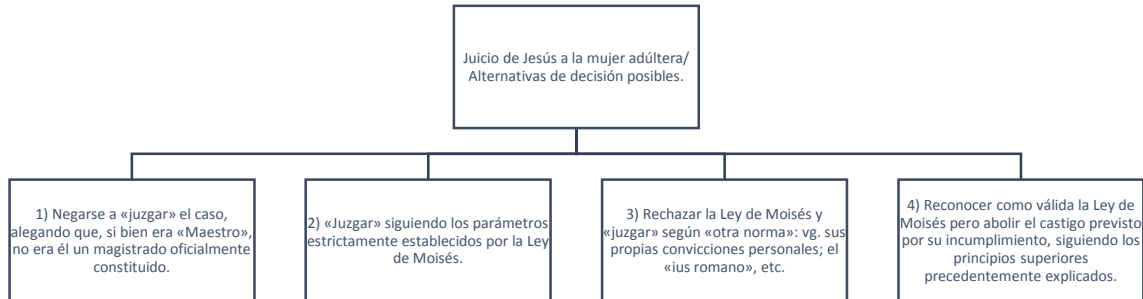 Juicio de Jesús a la mujer adúltera/
Alternativas de decisión posibles.
1) Negarse a «juzgar» el caso,
alegando que, si bien era «Maestro»,
no era él un magistrado oficialmente
constituido.
2) «Juzgar» siguiendo los parámetros
estrictamente establecidos por la Ley
de Moisés.
3) Rechazar la Ley de Moisés y
«juzgar» según «otra norma»: vg. sus
propias convicciones personales; el
«ius romano», etc.
4) Reconocer como válida la Ley de
Moisés pero abolir el castigo previsto
por su incumplimiento, siguiendo los
principios superiores
precedentemente explicados.